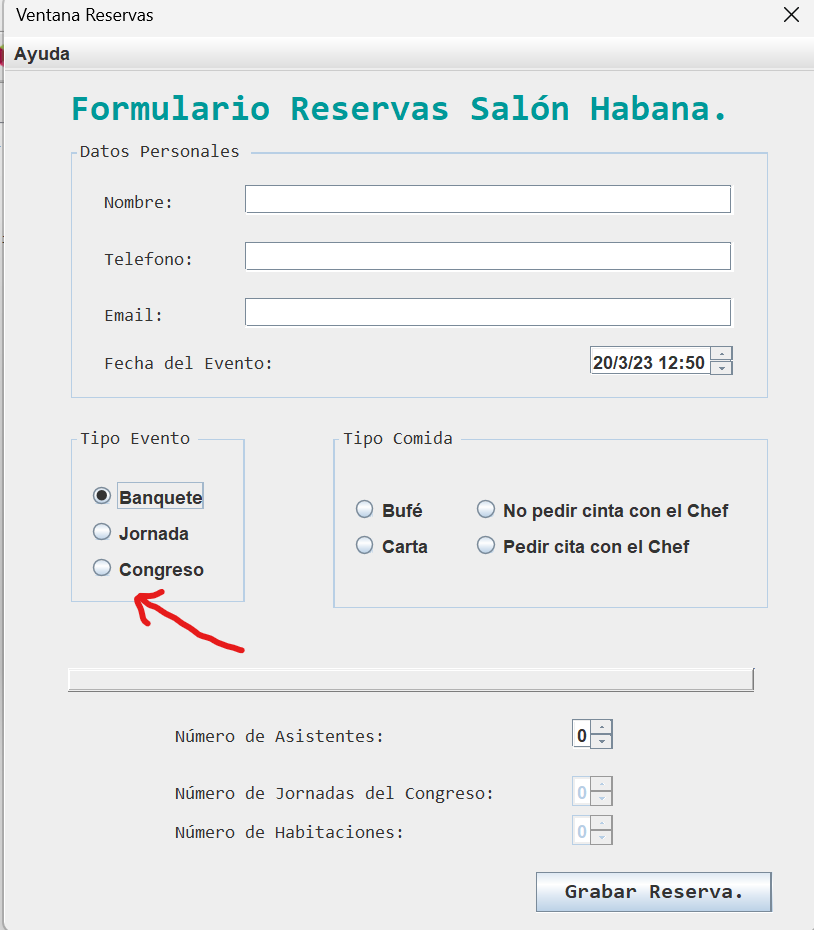 Ventana Reservas
Ayuda
Formulario Reservas Salón Habana.
Datos Personales
Nombre:
Telefono:
Email:
Fecha del Evento: 20/3/23 12:50
Tipo Evento
Banquete
Jornada
Congreso
Tipo Comida
Bufé No pedir cinta con el Chef
Carta Pedir cita con el Chef
Número de Asistentes: 0
Número de Jornadas del Congreso: 0
Número de Habitaciones: 0
Grabar Reserva.